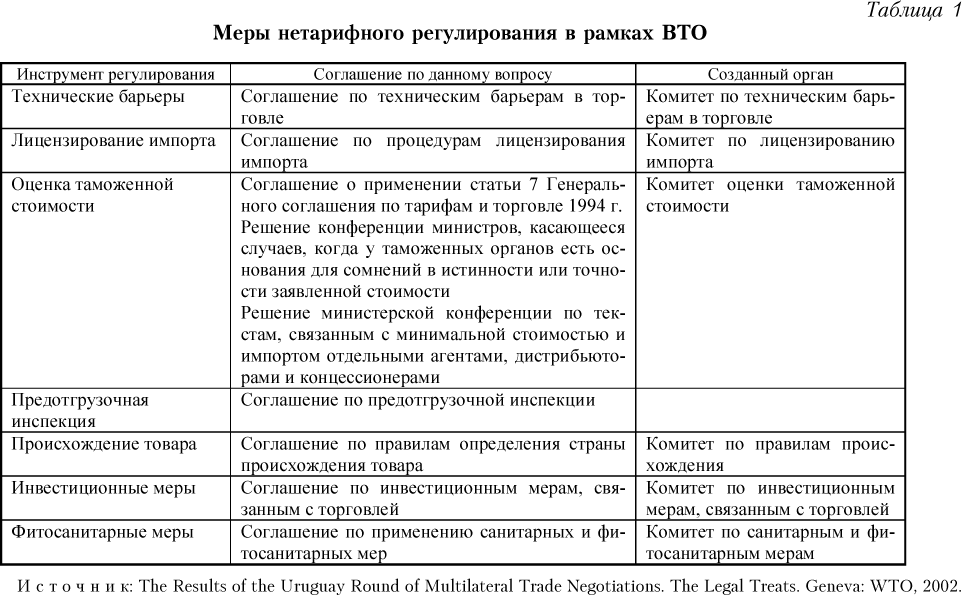 Таблица 1
Меры нетарифного регулирования в рамках ВТО
Инструмент регулирования Соглашение по данному вопросу Созданный орган
Технические барьеры Соглашение по техническим барьерам в тор- Комитет по техническим барь-
говле ерам в торговле
Лицензирование импорта Соглашение по процедурам лицензирования Комитет по лицензированию
импорта импорта
Оценка таможенной Соглашение о применении статьи 7 Генераль- Комитет оценки таможенной
стоимости ного соглашения по тарифам и торговле 1994 г. стоимости
Решение конференции министров, касающееся
случаев, когда у таможенных органов есть ос-
нования для сомнений в истинности или точно-
сти заявленной стоимости
Решение министерской конференции по тек-
стам, связанным с минимальной стоимостью и
импортом отдельными агентами, дистрибьюто-
рами и концессионерами
Предотгрузочная Соглашение по предотгрузочной инспекции
инспекция
Происхождение товара Соглашение по правилам определения страны Комитет по правилам проис-
происхождения товара хождения
Инвестиционные меры Соглашение по инвестиционным мерам, свя- Комитет по инвестиционным
занным с торговлей мерам, связанным с торговлей
Фитосанитарные меры Соглашение по применению санитарных и фи- Комитет по санитарным и фи-
тосанитарных мер тосанитарным мерам
И с т о ч н и к: The Results of the Uruguay Round of Multilateral Trade Negotiations. The Legal Treats. Geneva: WTO, 2002.